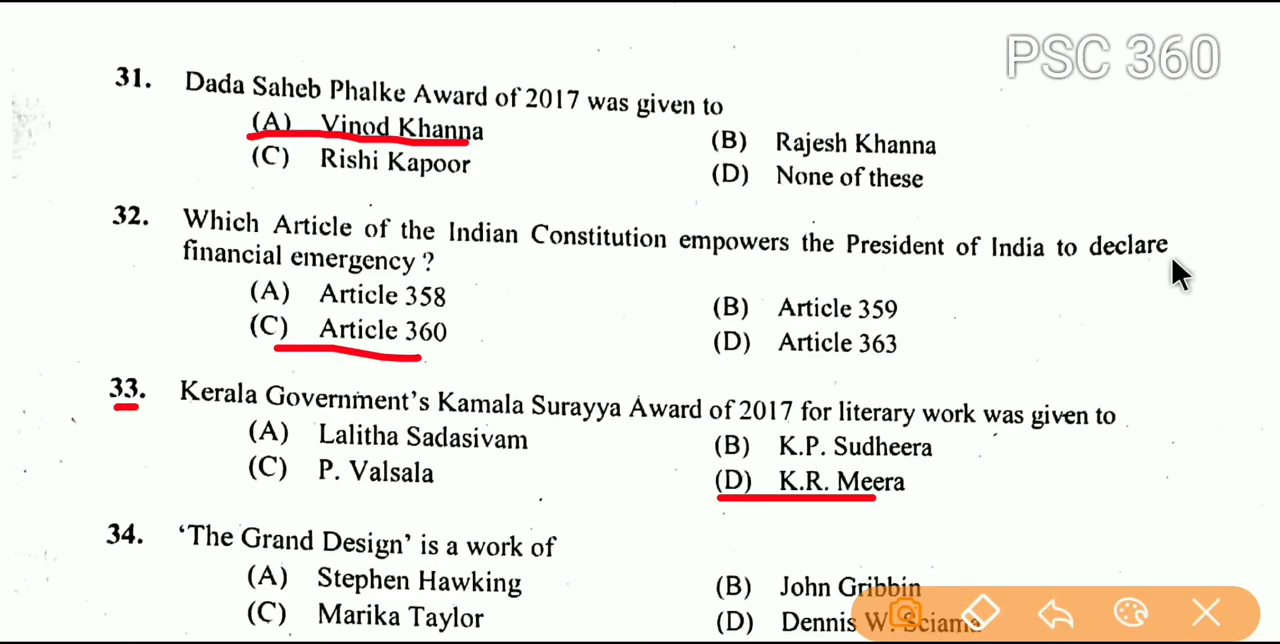 PSC 360
31. Dada Saheb Phalke Award of 2017 was given to
(A) Vinod Khanna (B) Rajesh Khanna
(C) Rishi Kapoor (D) None of these
32. Which Article of the Indian Constitution empowers the President of India to declare
financial emergency ?
(A) Article 358 (B) Article 359
(C) Article 360 (D) Article 363
33. Kerala Government's Kamala Surayya Award of 2017 for literary work was given to
(A) Lalitha Sadasivam (B) K.P. Sudheera
(C) P. Valsala (D) K.R. Meera
34. ‘The Grand Design’ is a work of
(A) Stephen Hawking (B) John Gribbin
(C) Marika Taylor (D) Dennis W. Sciama